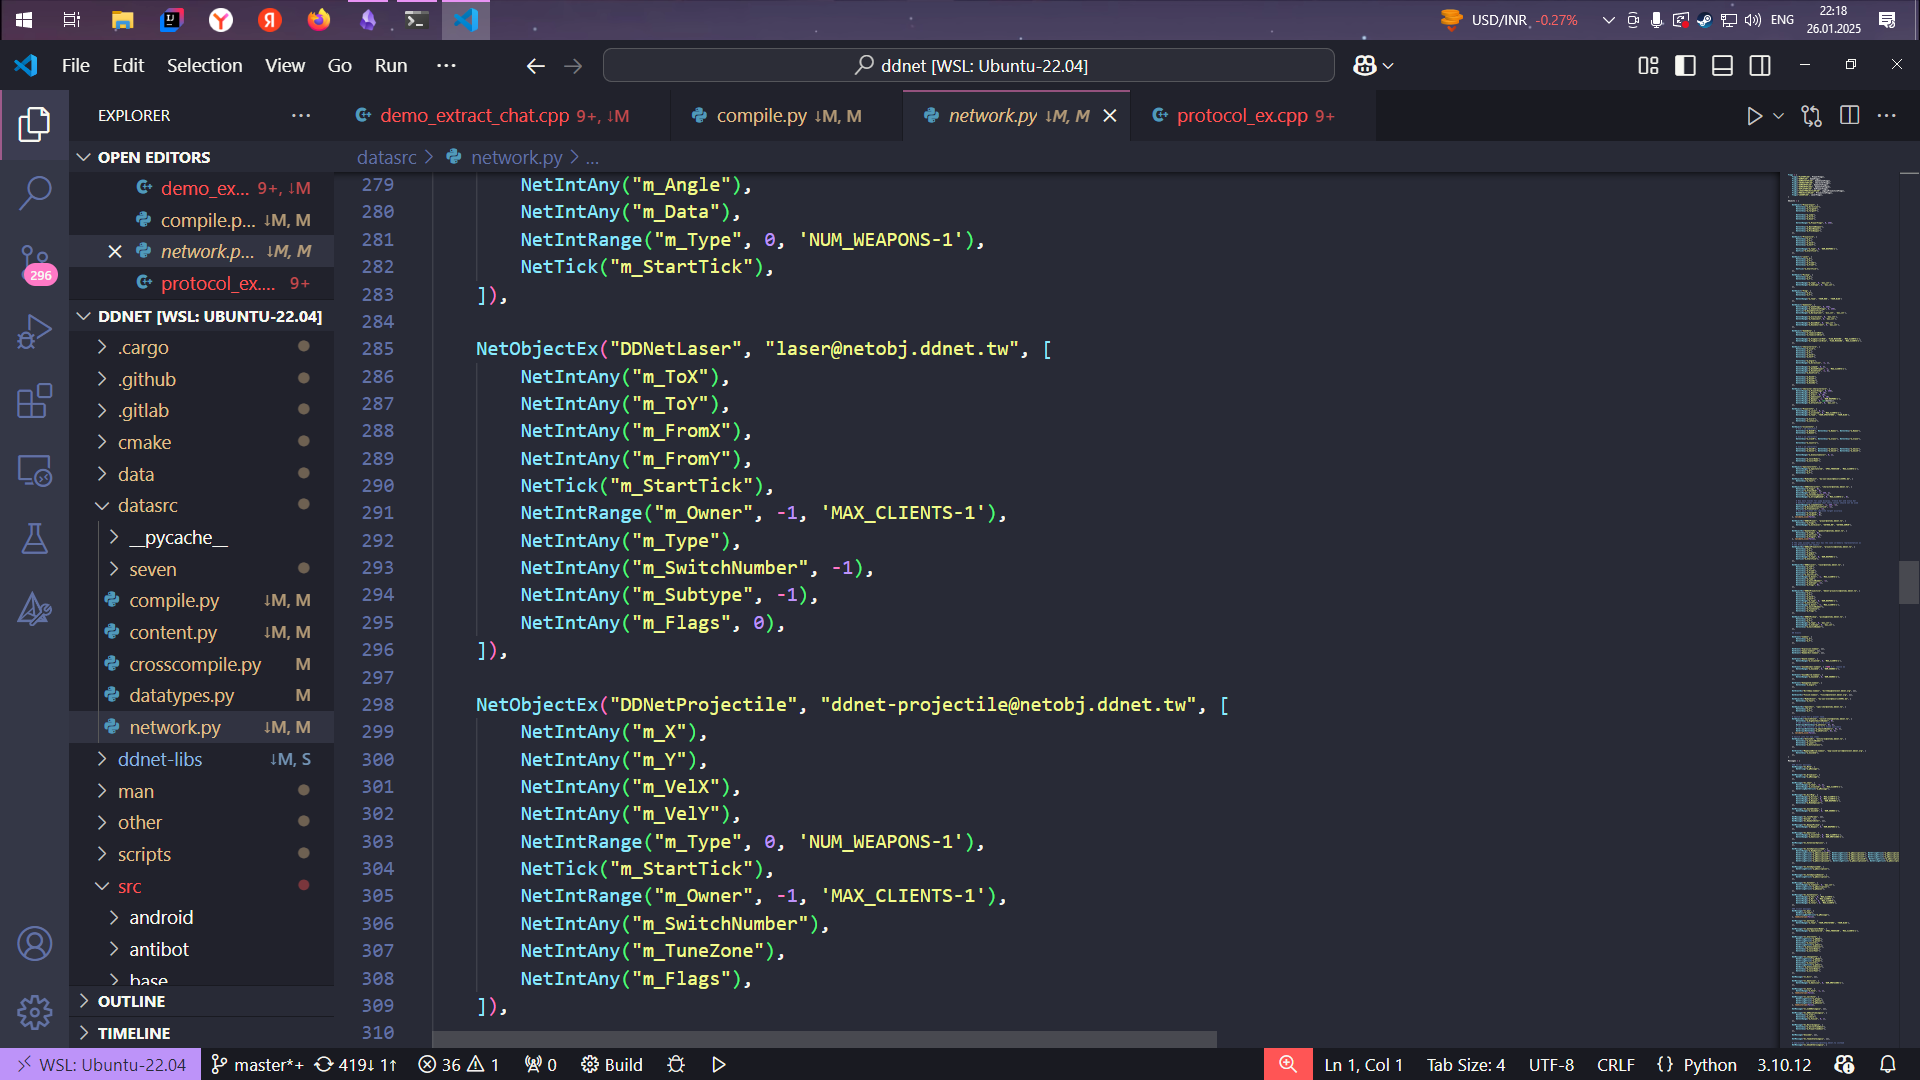 USD/INR -0.27%
ENG
22:18
26.01.2025
File Edit Selection View Go Run ···
ddnet [WSL: Ubuntu-22.04]
EXPLORER
demo_extract_chat.cpp 9+, ↓M
compile.py ↓M, M
network.py ↓M, M
protocol_ex.cpp 9+
datasrc > network.py > ...
OPEN EDITORS
demo_ex... 9+, ↓M
compile.p... ↓M, M
network.p... ↓M, M
protocol_ex.... 9+
296
DDNET [WSL: UBUNTU-22.04]
.cargo
.github
.gitlab
cmake
data
datasrc
__pycache__
seven
compile.py ↓M, M
content.py ↓M, M
crosscompile.py M
datatypes.py M
network.py ↓M, M
ddnet-libs ↓M, S
man
other
scripts
src
android
antibot
base
OUTLINE
TIMELINE
279 NetIntAny("m_Angle"),
280 NetIntAny("m_Data"),
281 NetIntRange("m_Type", 0, 'NUM_WEAPONS-1'),
282 NetTick("m_StartTick"),
283 ]),
284
285 NetObjectEx("DDNetLaser", "laser@netobj.ddnet.tw", [
286 NetIntAny("m_ToX"),
287 NetIntAny("m_ToY"),
288 NetIntAny("m_FromX"),
289 NetIntAny("m_FromY"),
290 NetTick("m_StartTick"),
291 NetIntRange("m_Owner", -1, 'MAX_CLIENTS-1'),
292 NetIntAny("m_Type"),
293 NetIntAny("m_SwitchNumber", -1),
294 NetIntAny("m_Subtype", -1),
295 NetIntAny("m_Flags", 0),
296 ]),
297
298 NetObjectEx("DDNetProjectile", "ddnet-projectile@netobj.ddnet.tw", [
299 NetIntAny("m_X"),
300 NetIntAny("m_Y"),
301 NetIntAny("m_VelX"),
302 NetIntAny("m_VelY"),
303 NetIntRange("m_Type", 0, 'NUM_WEAPONS-1'),
304 NetTick("m_StartTick"),
305 NetIntRange("m_Owner", -1, 'MAX_CLIENTS-1'),
306 NetIntAny("m_SwitchNumber"),
307 NetIntAny("m_TuneZone"),
308 NetIntAny("m_Flags"),
309 ]),
310
WSL: Ubuntu-22.04 master*+ 419↓ 1↑ 36 1 0 Build Ln 1, Col 1 Tab Size: 4 UTF-8 CRLF {} Python 3.10.12